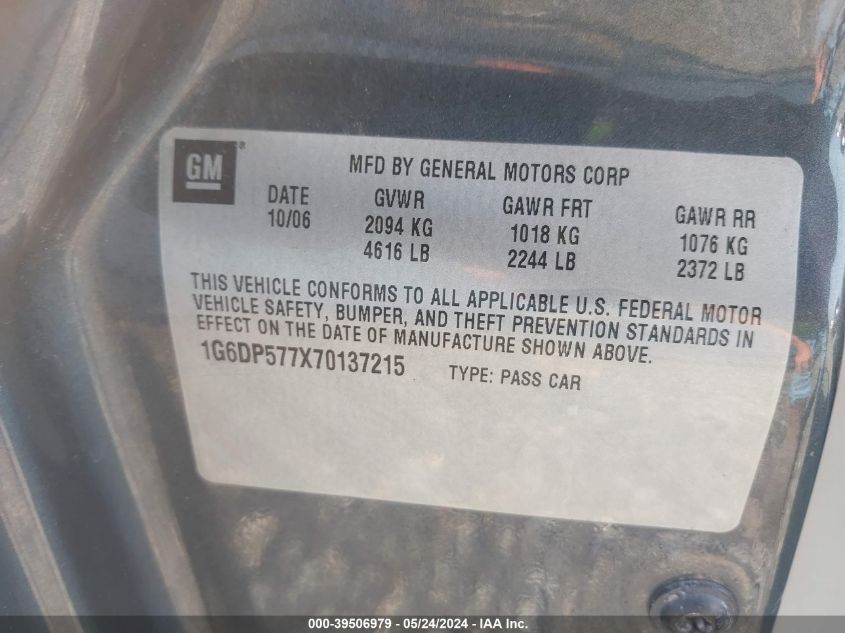 GM
MFD BY GENERAL MOTORS CORP
DATE GVWR GAWR FRT GAWR RR
10/06 2094 KG 1018 KG 1076 KG
4616 LB 2244 LB 2372 LB
THIS VEHICLE CONFORMS TO ALL APPLICABLE U.S. FEDERAL MOTOR
VEHICLE SAFETY, BUMPER, AND THEFT PREVENTION STANDARDS IN
EFFECT ON THE DATE OF MANUFACTURE SHOWN ABOVE.
1G6DP577X70137215 TYPE: PASS CAR
000-39506979 - 05/24/2024 - IAA Inc.